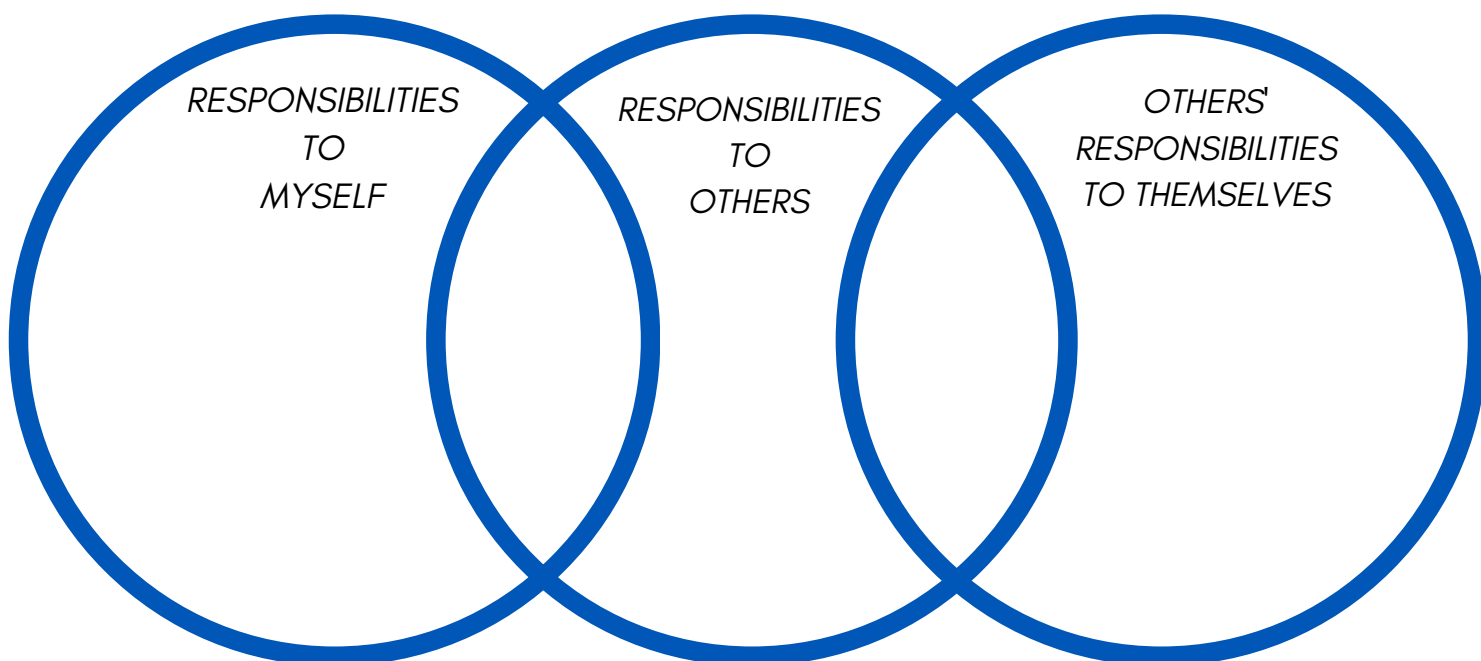 RESPONSIBILITIES
TO
MYSELF
RESPONSIBILITIES
TO
OTHERS
OTHERS'
RESPONSIBILITIES
TO THEMSELVES